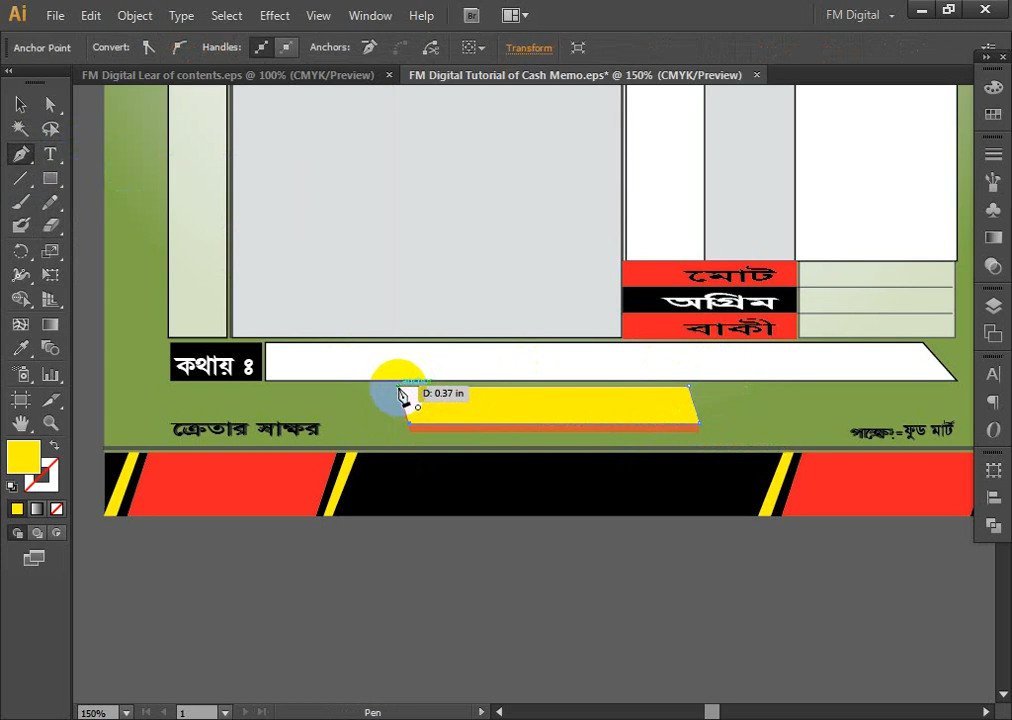 Ai File Edit Object Type Select Effect View Window Help Br FM Digital
Anchor Point Convert: Handles: Anchors: Transform
FM Digital Lear of contents.eps @ 100% (CMYK/Preview) × FM Digital Tutorial of Cash Memo.eps* @ 150% (CMYK/Preview) ×
মোট
অগ্রিম
বাকী
কথায় ঃ
anchor
D: 0.37 in
ক্রেতার সাক্ষর
পক্ষে:=ফুড মার্ট
150% 1 Pen